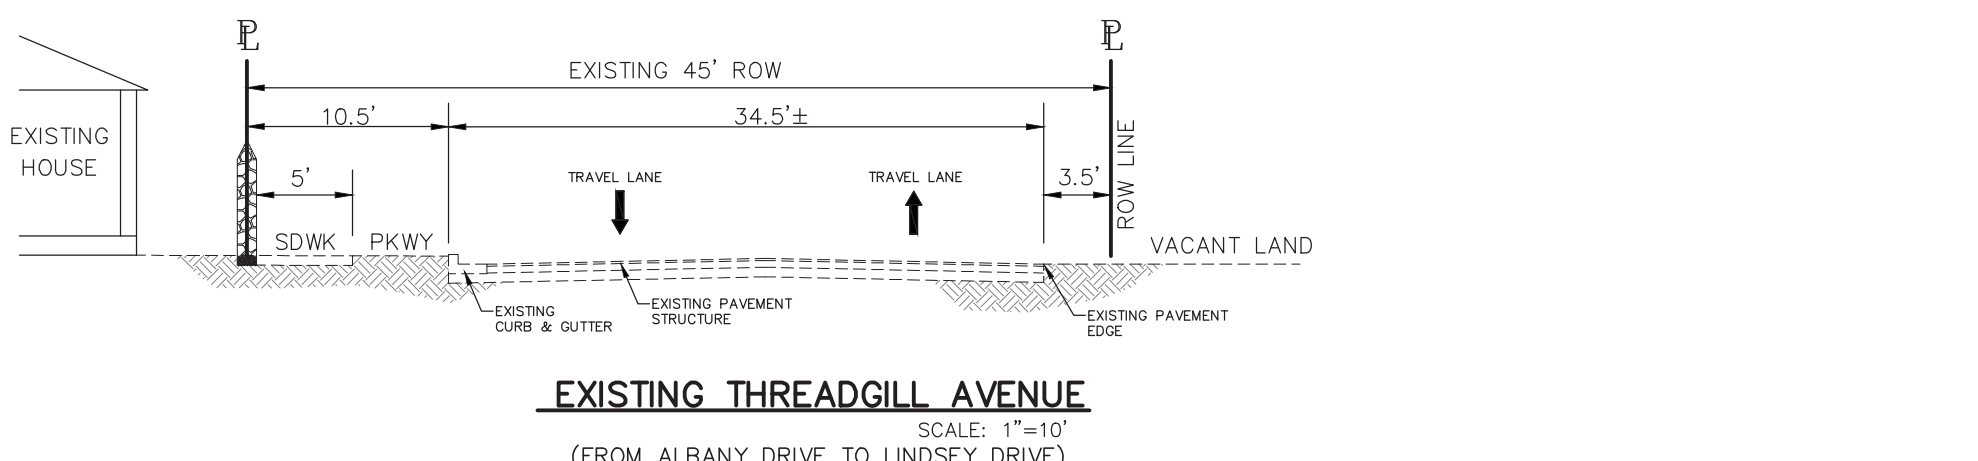 PL
PL
EXISTING 45' ROW
10.5'
34.5'±
EXISTING
HOUSE
5'
TRAVEL LANE
TRAVEL LANE
3.5'
ROW LINE
SDWK
PKWY
VACANT LAND
EXISTING
CURB & GUTTER
EXISTING PAVEMENT
STRUCTURE
EXISTING PAVEMENT
EDGE
EXISTING THREADGILL AVENUE
SCALE: 1"=10'
(FROM ALBANY DRIVE TO LINDSEY DRIVE)